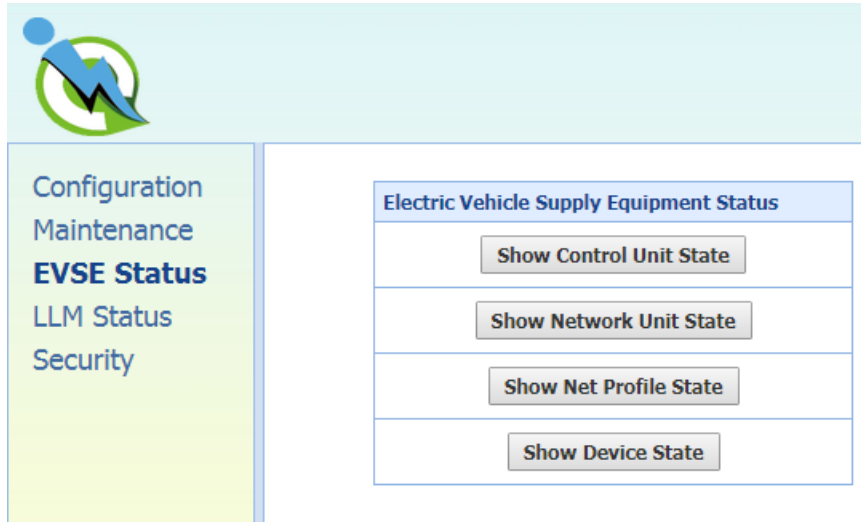 Configuration
Maintenance
EVSE Status
LLM Status
Security
Electric Vehicle Supply Equipment Status
Show Control Unit State
Show Network Unit State
Show Net Profile State
Show Device State